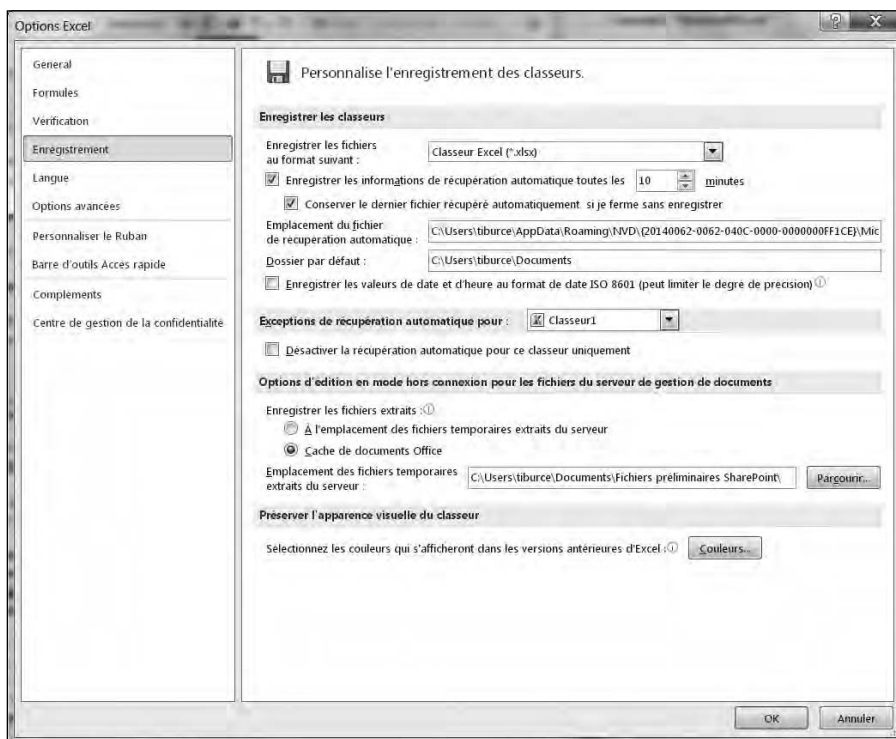 Options Excel
General
Formules
Vérification
Enregistrement
Langue
Options avancées
Personnaliser le Ruban
Barre d'outils Accès rapide
Compléments
Centre de gestion de la confidentialité
Personnalise l'enregistrement des classeurs.
Enregistrer les classeurs
Enregistrer les fichiers
au format suivant :
Classeur Excel (*.xlsx)
Enregistrer les informations de récupération automatique toutes les 10 minutes
Conserver le dernier fichier récupéré automatiquement si je ferme sans enregistrer
Emplacement du fichier
de récupération automatique :
C:\Users\tiburce\AppData\Roaming\NVD\{20140062-0062-040C-0000-0000000FF1CE}\Mic
Dossier par défaut :
C:\Users\tiburce\Documents
Enregistrer les valeurs de date et d'heure au format de date ISO 8601 (peut limiter le degré de précision)
Exceptions de récupération automatique pour :
Classeur1
Désactiver la récupération automatique pour ce classeur uniquement
Options d'édition en mode hors connexion pour les fichiers du serveur de gestion de documents
Enregistrer les fichiers extraits :
À l'emplacement des fichiers temporaires extraits du serveur
Cache de documents Office
Emplacement des fichiers temporaires
extraits du serveur :
C:\Users\tiburce\Documents\Fichiers préliminaires SharePoint\
Parcourir...
Préserver l'apparence visuelle du classeur
Sélectionnez les couleurs qui s'afficheront dans les versions antérieures d'Excel :
Couleurs...
OK
Annuler